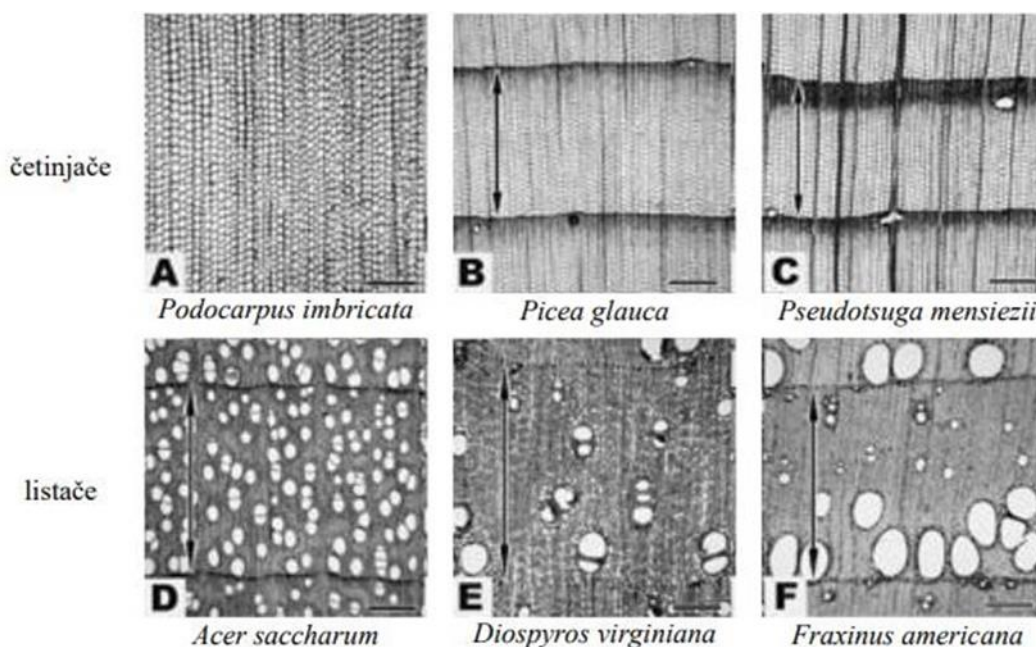 četinjače
A
B
C
Podocarpus imbricata
Picea glauca
Pseudotsuga mensiezii
listače
D
E
F
Acer saccharum
Diospyros virginiana
Fraxinus americana